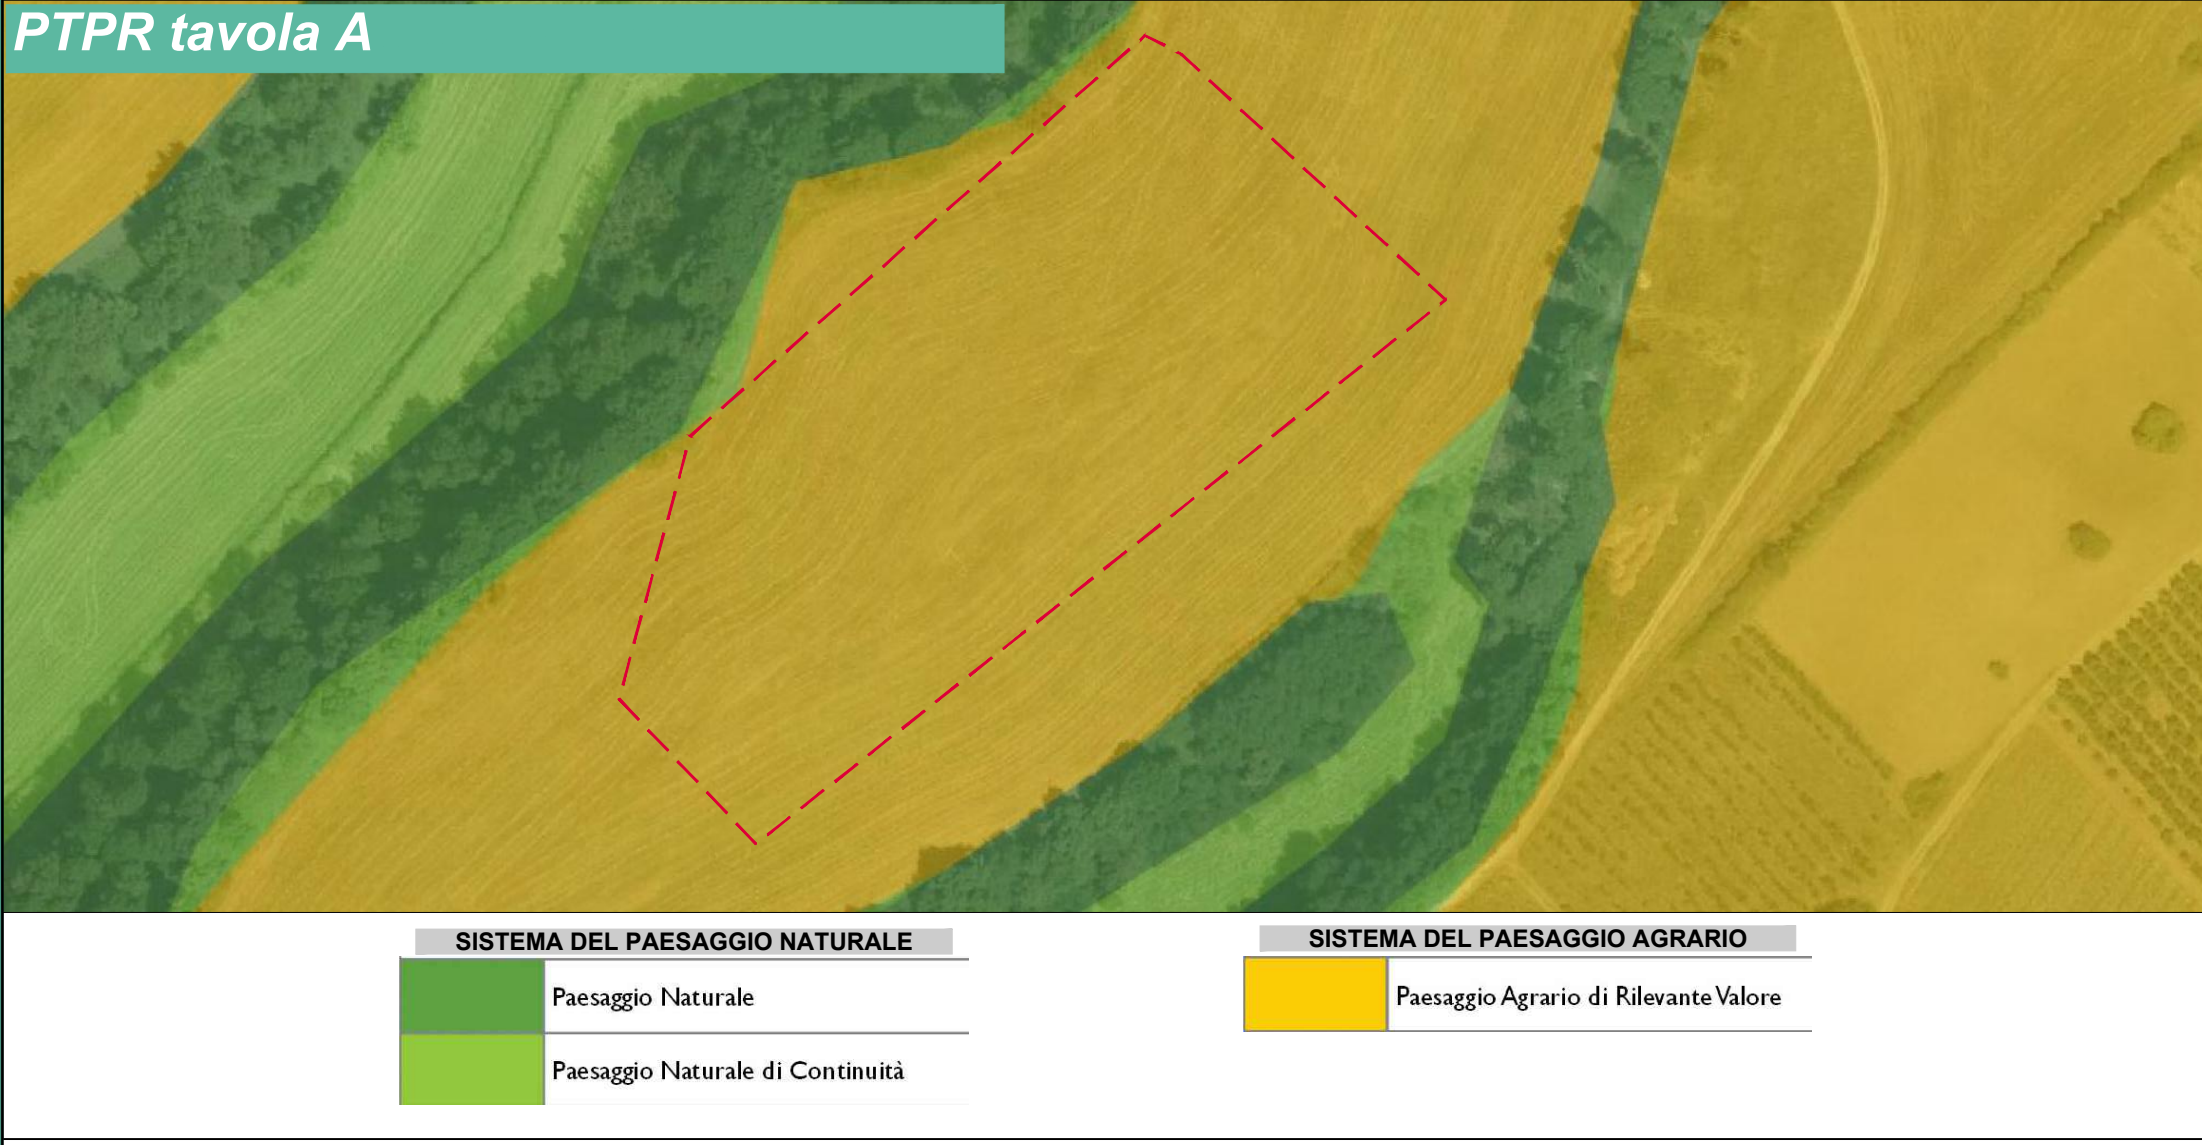 PTPR tavola A
SISTEMA DEL PAESAGGIO NATURALE
Paesaggio Naturale
Paesaggio Naturale di Continuità
SISTEMA DEL PAESAGGIO AGRARIO
Paesaggio Agrario di Rilevante Valore